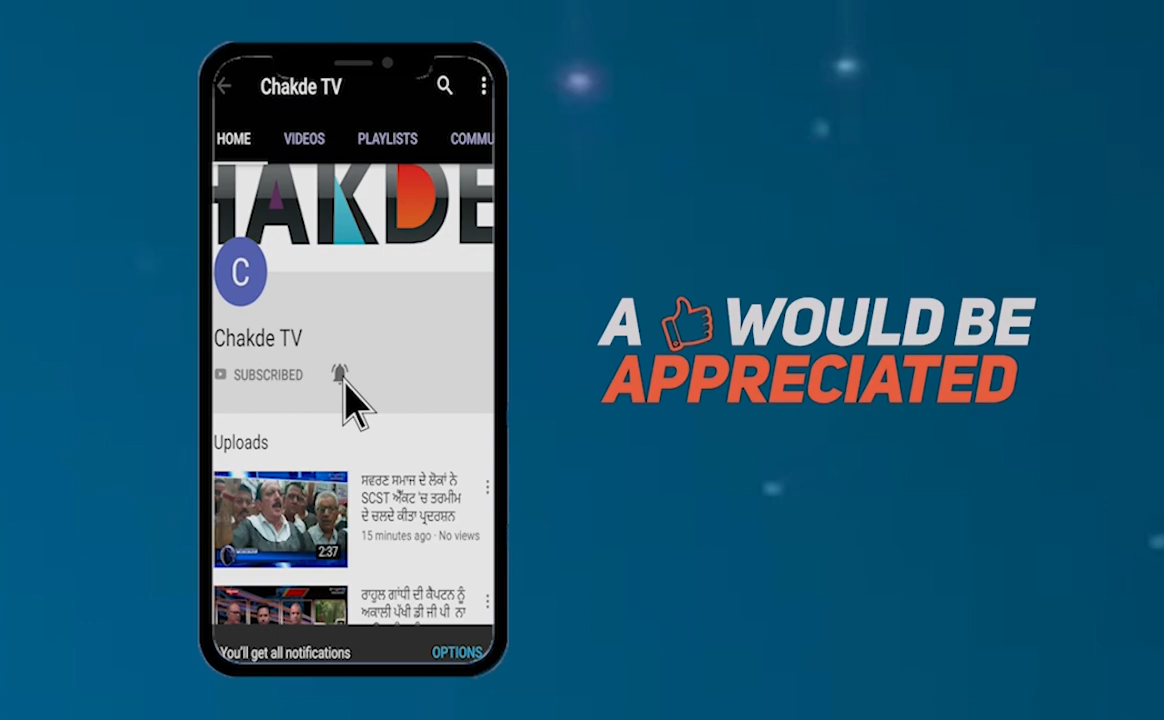 Chakde TV
HOME VIDEOS PLAYLISTS COMMU
HAKDE
C
Chakde TV
SUBSCRIBED
Uploads
ਸਵਰਣ ਸਮਾਜ ਦੇ ਲੋਕਾਂ ਨੇ
SCST ਐਕਟ 'ਚ ਤਰਮੀਮ
ਦੇ ਚਲਦੇ ਕੀਤਾ ਪ੍ਰਦਰਸ਼ਨ
15 minutes ago · No views
2:37
ਰਾਹੁਲ ਗਾਂਧੀ ਦੀ ਕੈਪਟਨ ਨੂੰ
ਅਕਾਲੀ ਪੱਖੀ ਡੀ ਜੀ ਪੀ ਨਾ
You'll get all notifications OPTIONS
A WOULD BE
APPRECIATED